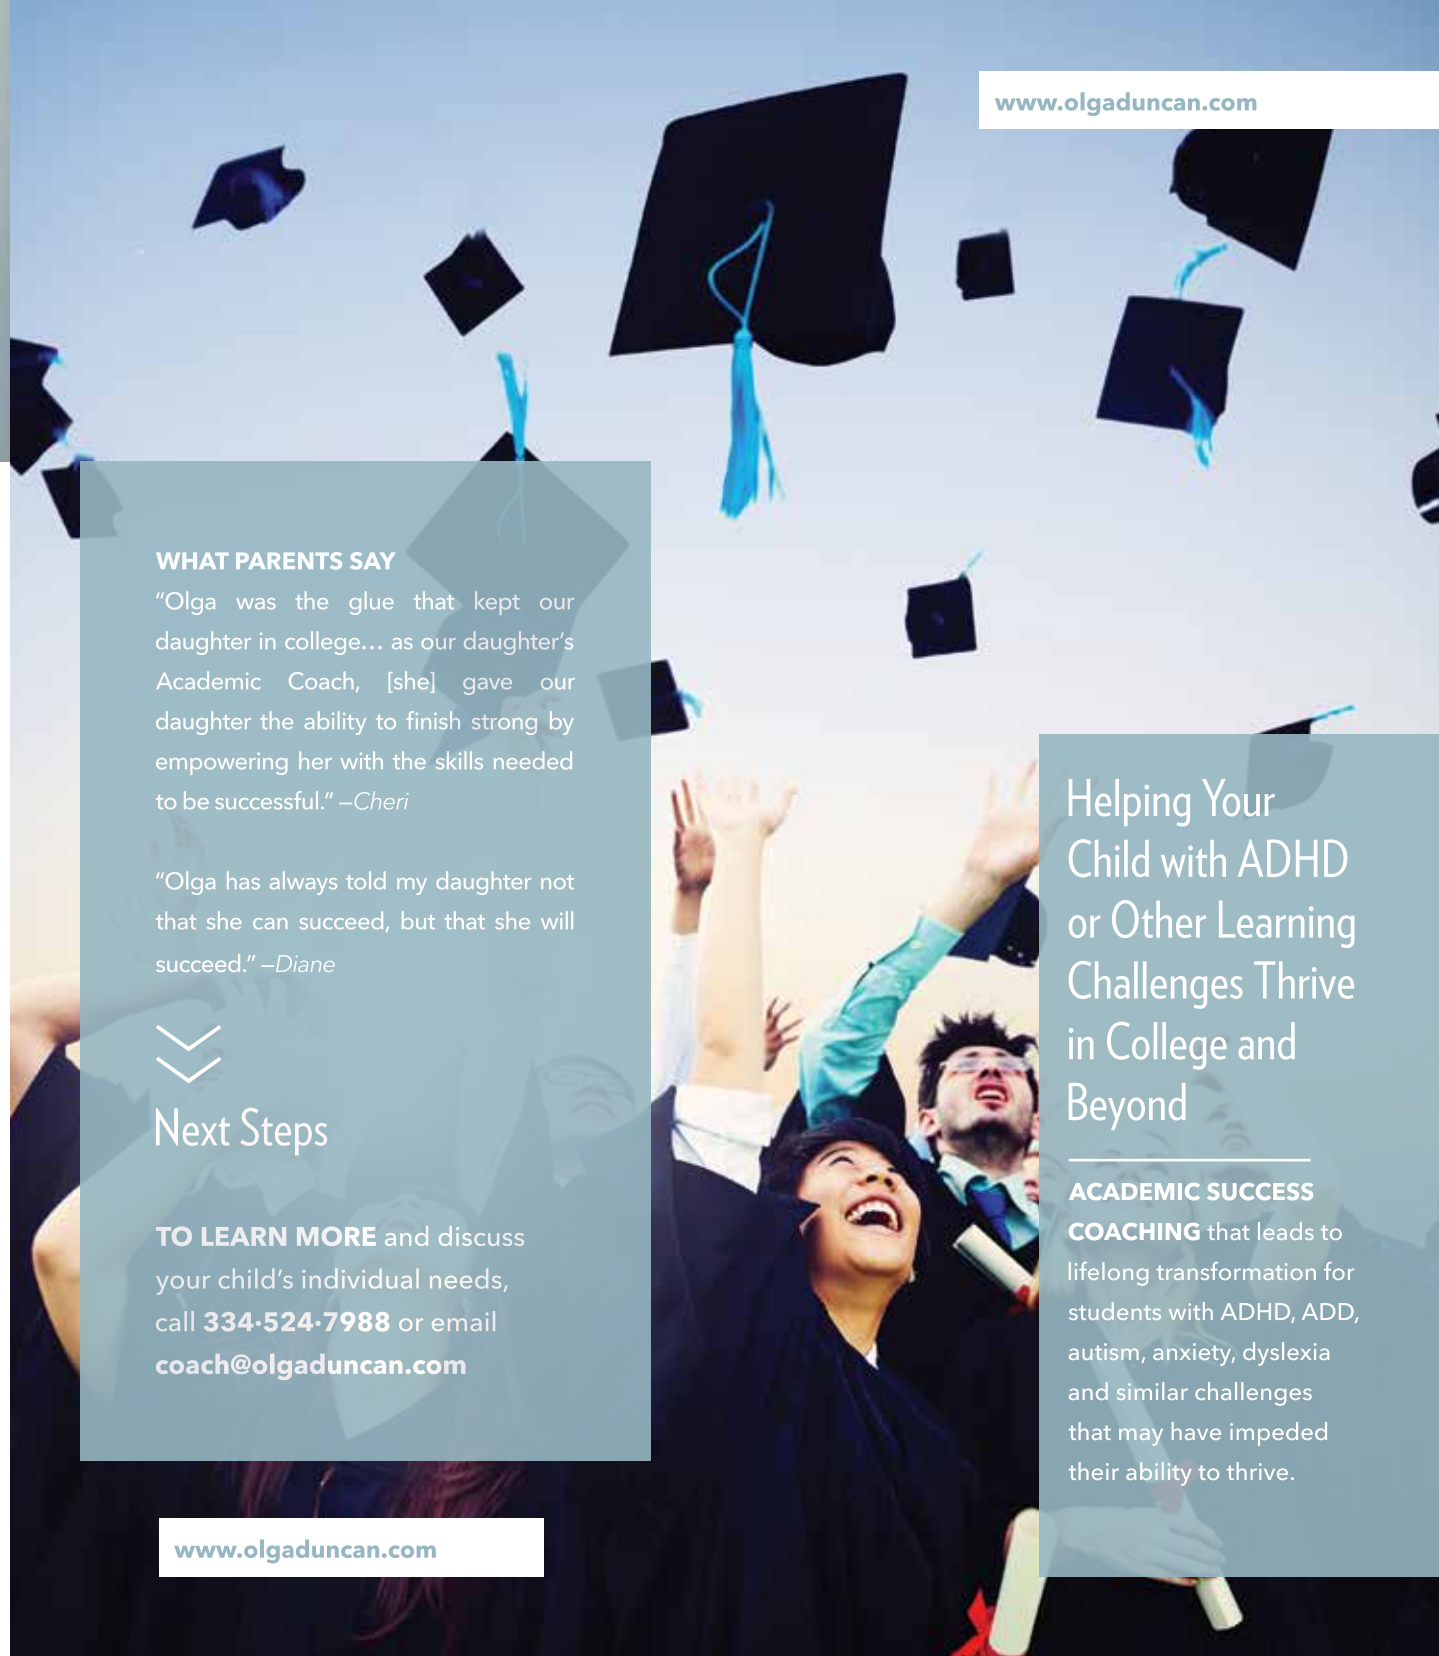 www.olgaduncan.com
WHAT PARENTS SAY
“Olga was the glue that kept our
daughter in college… as our daughter’s
Academic Coach, [she] gave our
daughter the ability to finish strong by
empowering her with the skills needed
to be successful.” –Cheri
“Olga has always told my daughter not
that she can succeed, but that she will
succeed.” –Diane
Next Steps
TO LEARN MORE and discuss
your child’s individual needs,
call 334·524·7988 or email
coach@olgaduncan.com
www.olgaduncan.com
Helping Your
Child with ADHD
or Other Learning
Challenges Thrive
in College and
Beyond
ACADEMIC SUCCESS
COACHING that leads to
lifelong transformation for
students with ADHD, ADD,
autism, anxiety, dyslexia
and similar challenges
that may have impeded
their ability to thrive.